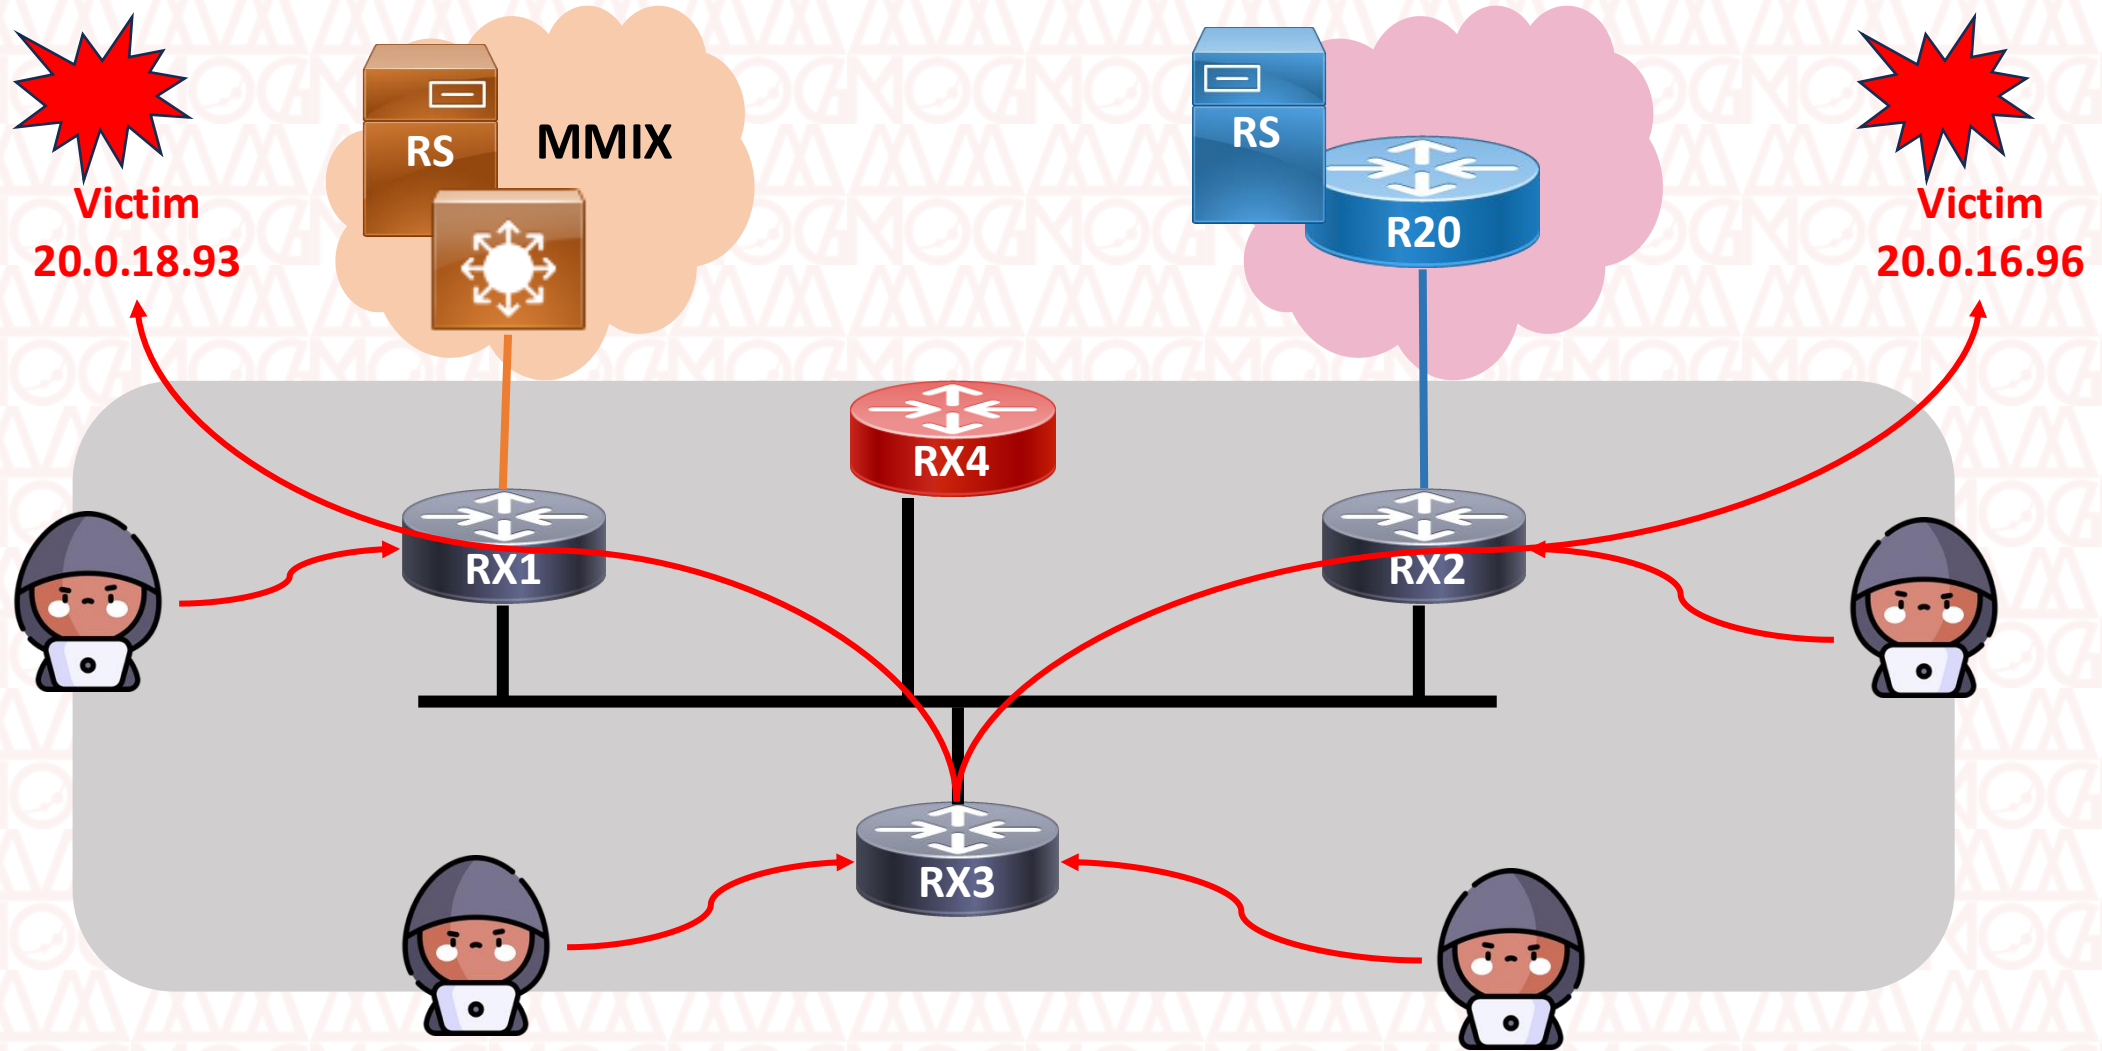 RS
MMIX
Victim
20.0.18.93
RS
R20
Victim
20.0.16.96
RX4
RX1
RX2
RX3